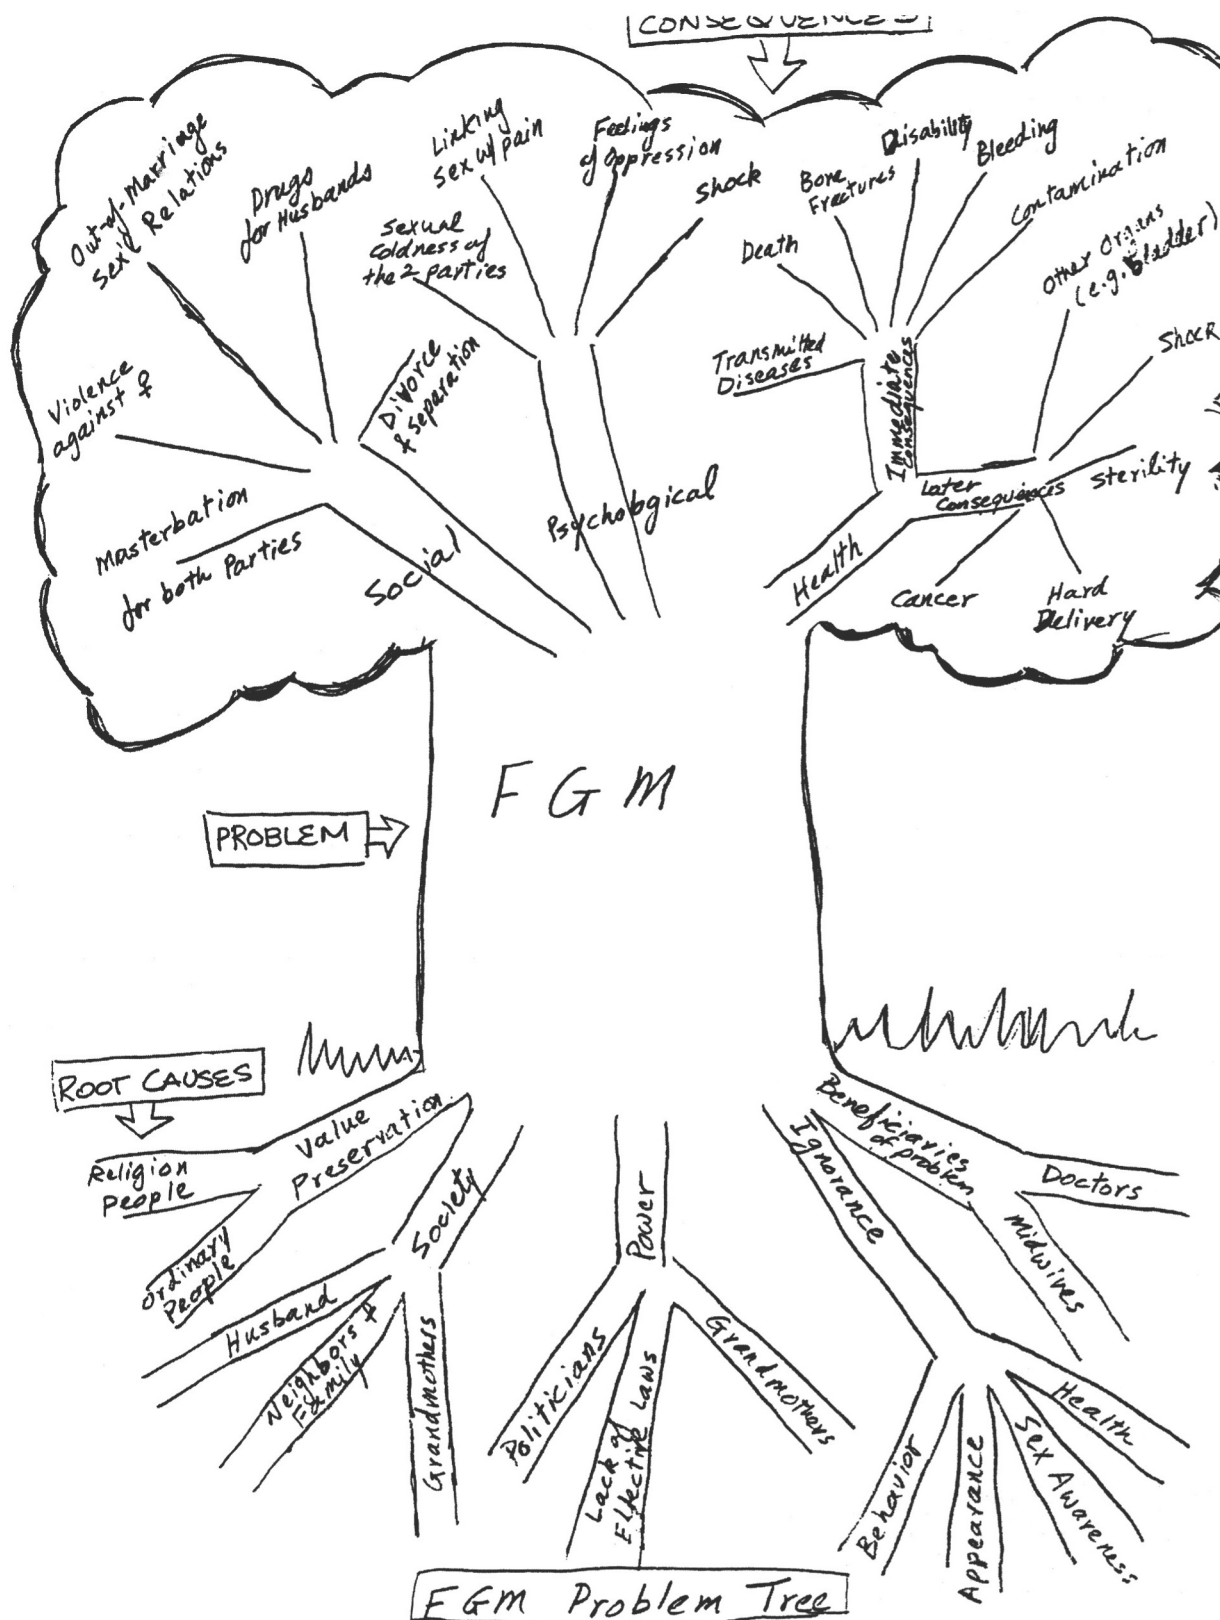 CONSEQUENCES
Out-of-Marriage
Sex'l Relations
Drugs
for Husbands
Linking
sex w/ pain
Feelings
of Oppression
Shock
Sexual
Coldness of
the 2 parties
Death
Bone
Fractures
Disability
Bleeding
Contamination
Other Organs
(e.g. bladder)
Shock
Violence
against ♀
Divorce
& separation
Transmitted
Diseases
Immediate
Consequences
Later
Consequences
Sterility
Masterbation
for both Parties
Social
Psychological
Health
Cancer
Hard
Delivery
FGM
PROBLEM
ROOT CAUSES
Value
Preservation
Religion
People
Ordinary
People
Society
Husband
Neighbors &
Family
Grandmothers
Power
Politicians
Lack of
Effective Laws
Grandmothers
Ignorance
Beneficiaries
of problem
Doctors
Midwives
Behavior
Appearance
Sex Awareness
Health
FGM Problem Tree